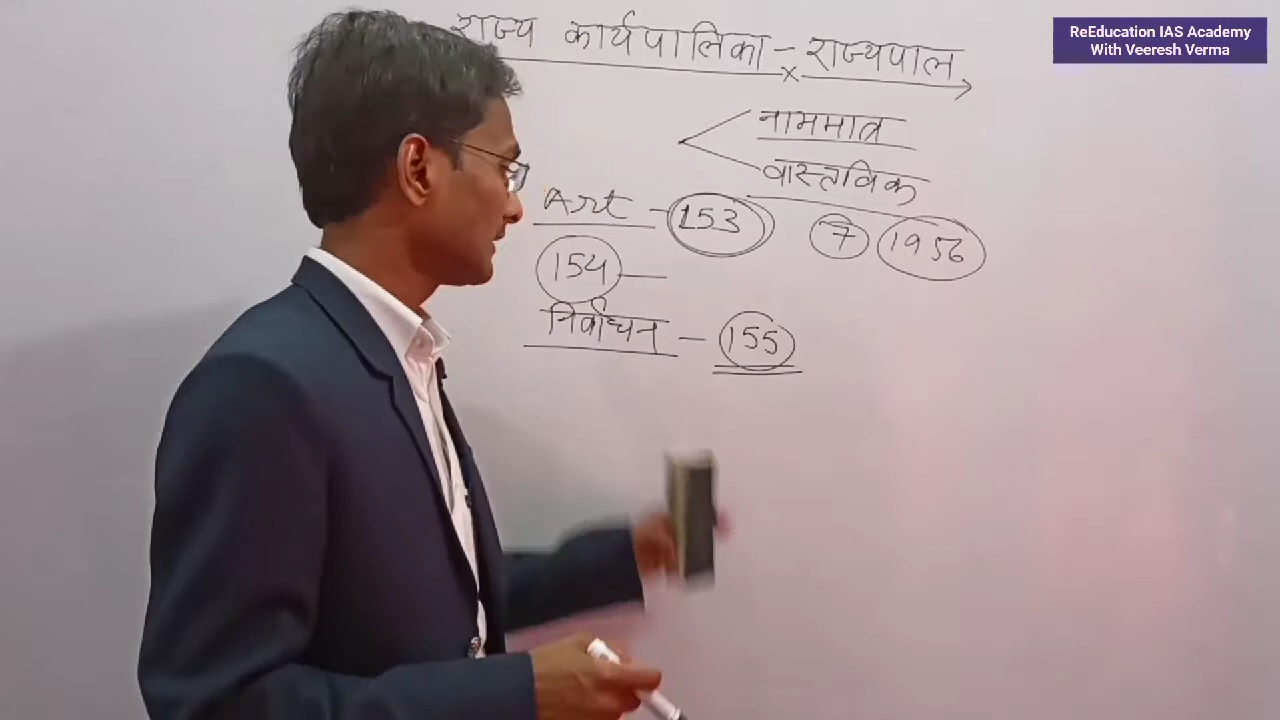 राज्य कार्यपालिका - राज्यपाल
ReEducation IAS Academy
With Veeresh Verma
नाममात्र
वास्तविक
Art - 153 7 1956
154 -
निर्वाचन - 155